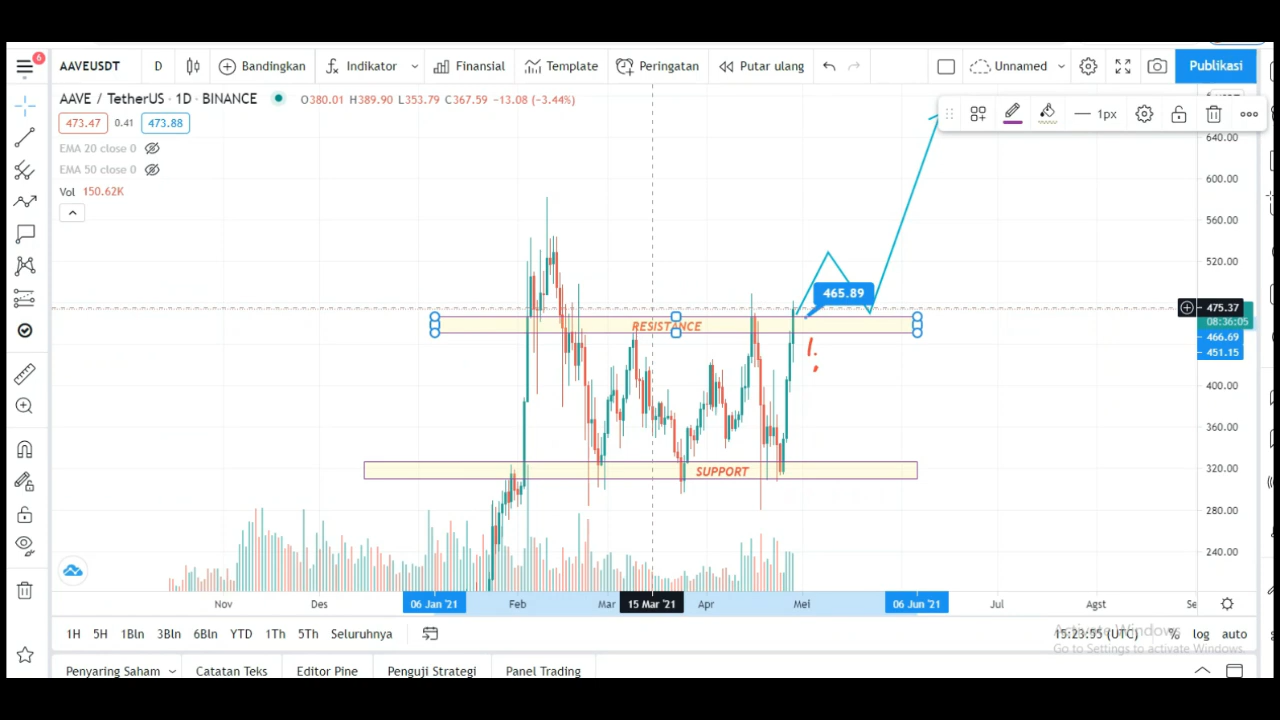 6
AAVEUSDT D Bandingkan Indikator Finansial Template Peringatan Putar ulang Unnamed Publikasi
AAVE / TetherUS · 1D · BINANCE O380.01 H389.90 L353.79 C367.59 −13.08 (−3.44%)
1px
473.47 0.41 473.88
640.00
EMA 20 close 0
EMA 50 close 0
600.00
Vol 150.62K
560.00
520.00
465.89
475.37
08:36:05
RESISTANCE
466.69
451.15
400.00
360.00
SUPPORT
320.00
280.00
240.00
Nov Des 06 Jan '21 Feb Mar 15 Mar '21 Apr Mei 06 Jun '21 Jul Agst Se
1H 5H 1Bln 3Bln 6Bln YTD 1Th 5Th Seluruhnya 15:23:55 (UTC) % log auto
Activate Windows
Go to Settings to activate Windows.
Penyaring Saham Catatan Teks Editor Pine Penguji Strategi Panel Trading